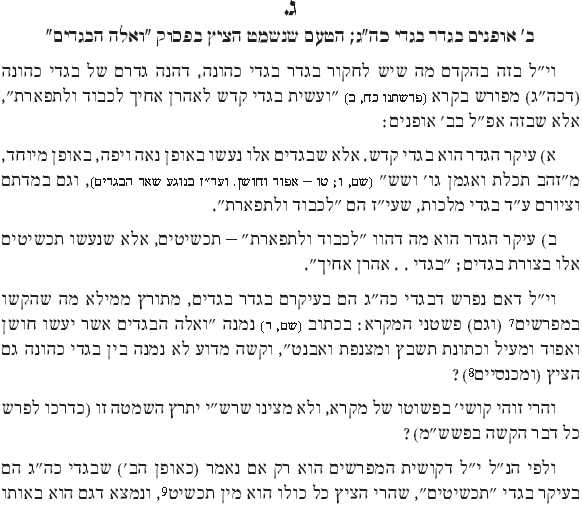 ג.
ב׳ אופנים בגדר בגדי כה״ג; הטעם שנשמט הציץ בפסוק ״ואלה הבגדים״
וי״ל בזה בהקדם מה שיש לחקור בגדר בגדי כהונה, דהנה גדרם של בגדי כהונה
(דכה״ג) מפורש בקרא (פרשתנו כח, ב) ״ועשית בגדי קדש לאהרן אחיך לכבוד ולתפארת״,
אלא שבזה אפ״ל בב׳ אופנים:
א) עיקר הגדר הוא בגדי קדש. אלא שבגדים אלו נעשו באופן נאה ויפה, באופן מיוחד,
מ״זהב תכלת ואגמן גו׳ ושש״ (שם, ו; טו – אפוד וחושן. ועד״ז בנוגע שאר הבגדים), וגם במדתם
וציורם ע״ד בגדי מלכות, שעי״ז הם ״לכבוד ולתפארת״.
ב) עיקר הגדר הוא מה דהוו ״לכבוד ולתפארת״ – תכשיטים, אלא שנעשו תכשיטים
אלו בצורת בגדים; ״בגדי . . אהרן אחיך״.
וי״ל דאם נפרש דבגדי כה״ג הם בעיקרם בגדר בגדים, מתורץ ממילא מה שהקשו
במפרשים7 (וגם) פשטני המקרא: בכתוב (שם, ד) נמנה ״ואלה הבגדים אשר יעשו חושן
ואפוד ומעיל וכתונת תשבץ ומצנפת ואבנט״, וקשה מדוע לא נמנה בין בגדי כהונה גם
הציץ (ומכנסיים8)?
והרי זוהי קושי׳ בפשוטו של מקרא, ולא מצינו שרש״י יתרץ השמטה זו (כדרכו לפרש
כל דבר הקשה בפשש״מ)?
ולפי הנ״ל י״ל דקושית המפרשים הוא רק אם נאמר (כאופן הב׳) שבגדי כה״ג הם
בעיקר בגדי ״תכשיטים״, שהרי הציץ כל כולו הוא מין תכשיט9, ונמצא דגם הוא באותו